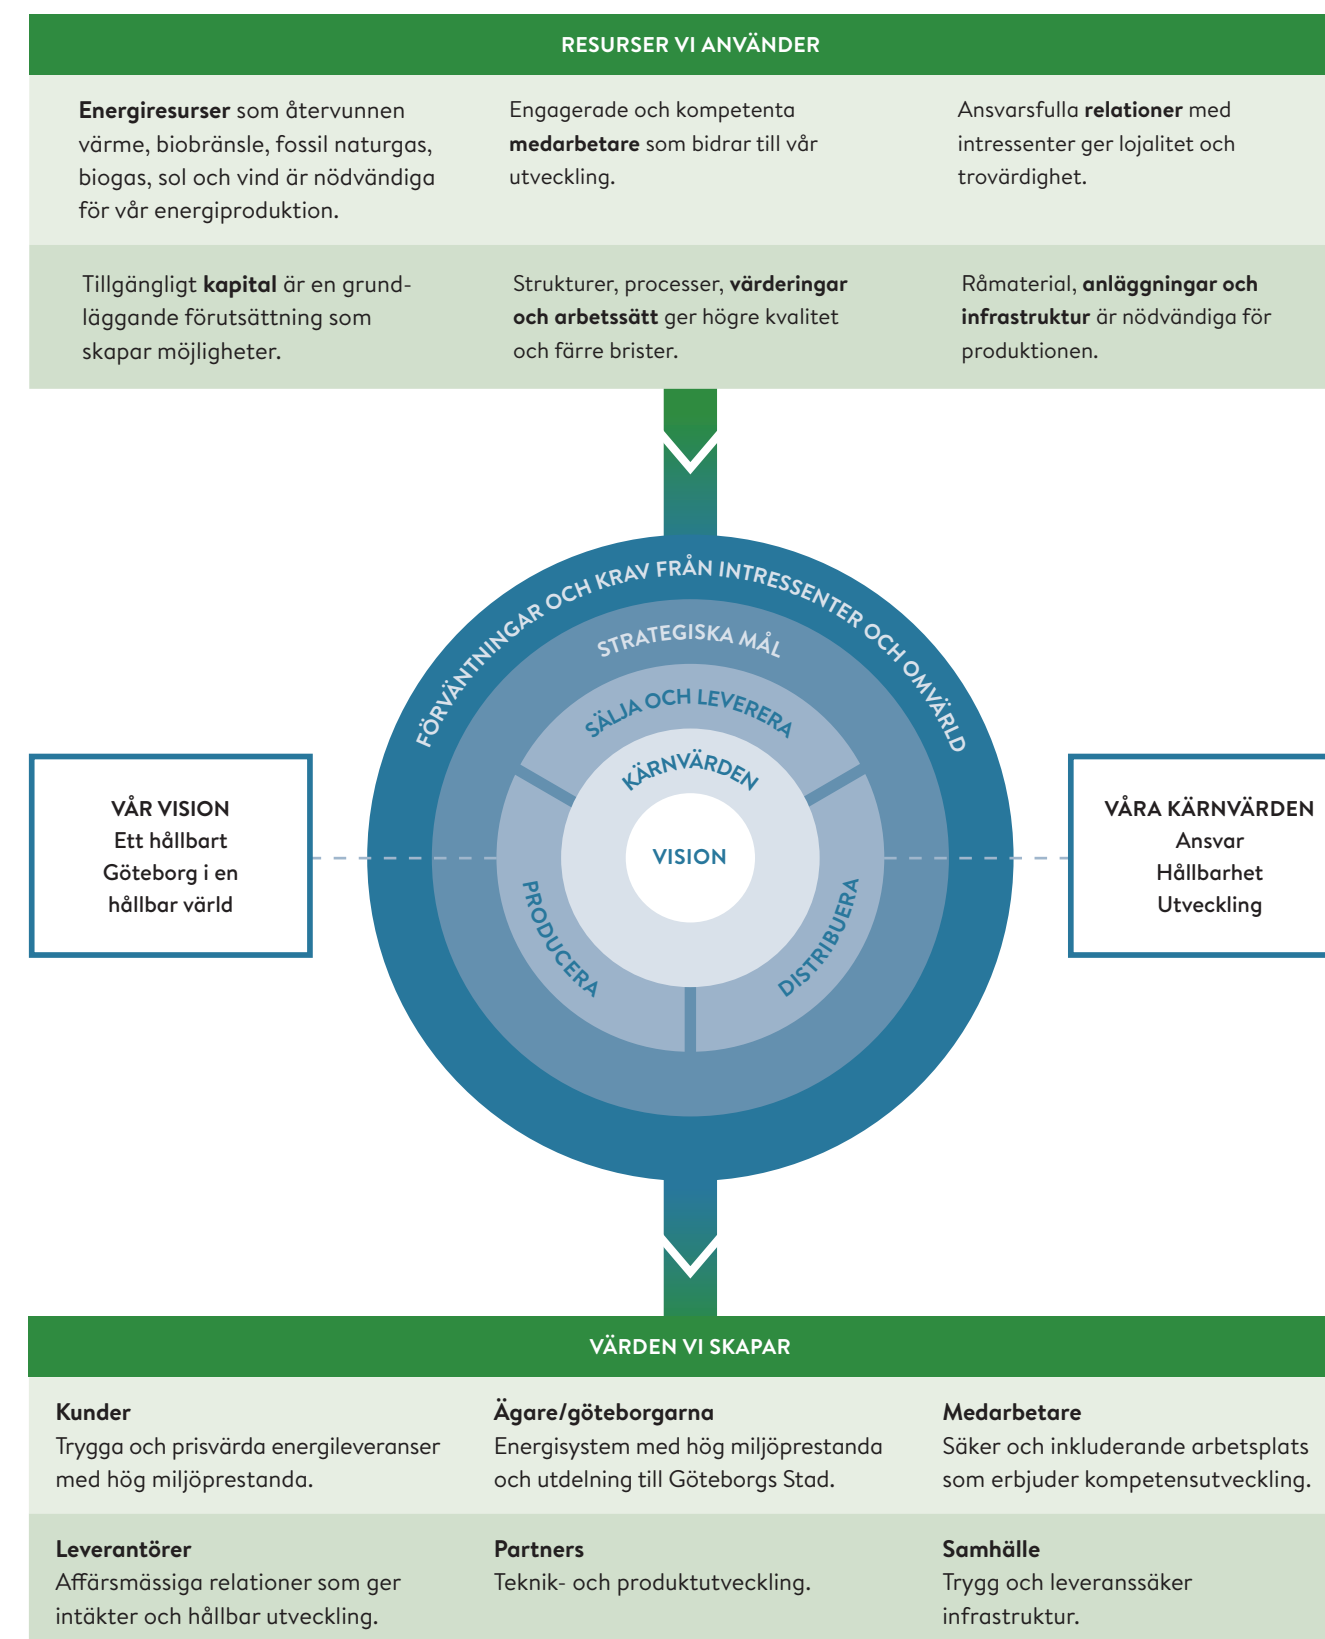 RESURSER VI ANVÄNDER
Energiresurser som återvunnen
värme, biobränsle, fossil naturgas,
biogas, sol och vind är nödvändiga
för vår energiproduktion.
Engagerade och kompetenta
medarbetare som bidrar till vår
utveckling.
Ansvarsfulla relationer med
intressenter ger lojalitet och
trovärdighet.
Tillgängligt kapital är en grund-
läggande förutsättning som
skapar möjligheter.
Strukturer, processer, värderingar
och arbetssätt ger högre kvalitet
och färre brister.
Råmaterial, anläggningar och
infrastruktur är nödvändiga för
produktionen.
FÖRVÄNTNINGAR OCH KRAV FRÅN INTRESSENTER OCH OMVÄRLD
STRATEGISKA MÅL
SÄLJA OCH LEVERERA
KÄRNVÄRDEN
VISION
PRODUCERA
DISTRIBUERA
VÅR VISION
Ett hållbart
Göteborg i en
hållbar värld
VÅRA KÄRNVÄRDEN
Ansvar
Hållbarhet
Utveckling
VÄRDEN VI SKAPAR
Kunder
Trygga och prisvärda energileveranser
med hög miljöprestanda.
Ägare/göteborgarna
Energisystem med hög miljöprestanda
och utdelning till Göteborgs Stad.
Medarbetare
Säker och inkluderande arbetsplats
som erbjuder kompetensutveckling.
Leverantörer
Affärsmässiga relationer som ger
intäkter och hållbar utveckling.
Partners
Teknik- och produktutveckling.
Samhälle
Trygg och leveranssäker
infrastruktur.